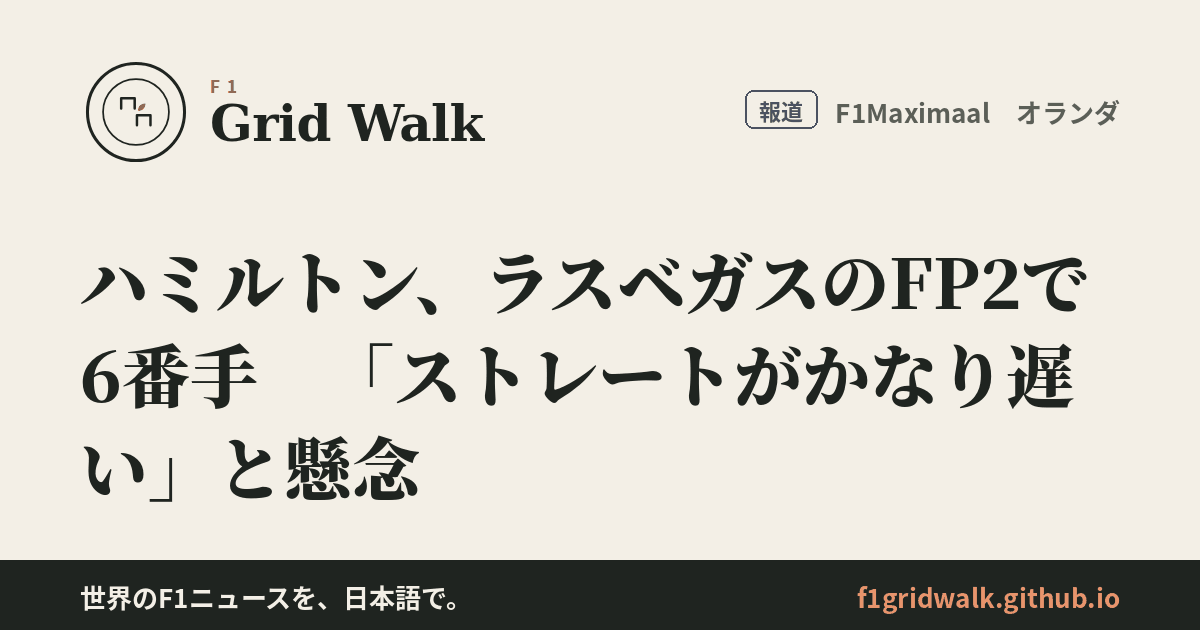 F1
Grid Walk
報道 F1Maximaal オランダ
ハミルトン、ラスベガスのFP2で
6番手 「ストレートがかなり遅
い」と懸念
世界のF1ニュースを、日本語で。
f1gridwalk.github.io